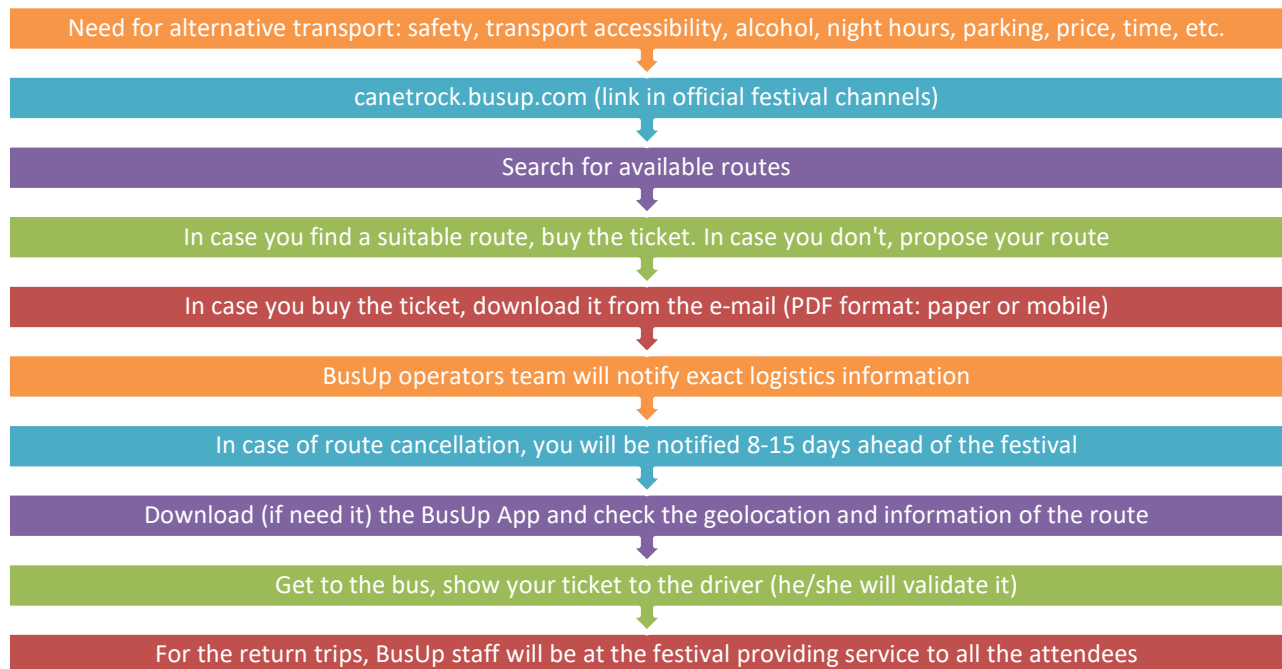 Need for alternative transport: safety, transport accessibility, alcohol, night hours, parking, price, time, etc.
canetrock.busup.com (link in official festival channels)
Search for available routes
In case you find a suitable route, buy the ticket. In case you don't, propose your route
In case you buy the ticket, download it from the e-mail (PDF format: paper or mobile)
BusUp operators team will notify exact logistics information
In case of route cancellation, you will be notified 8-15 days ahead of the festival
Download (if need it) the BusUp App and check the geolocation and information of the route
Get to the bus, show your ticket to the driver (he/she will validate it)
For the return trips, BusUp staff will be at the festival providing service to all the attendees